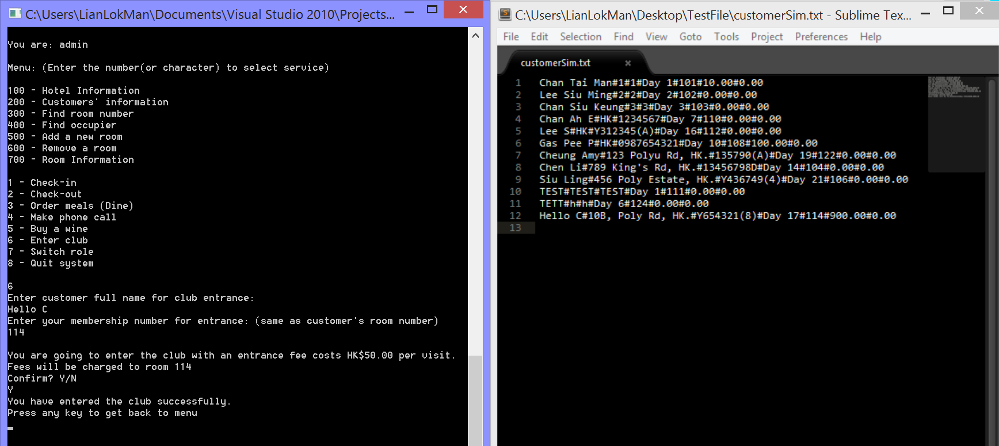 C:\Users\LianLokMan\Documents\Visual Studio 2010\Projects...
You are: admin
Menu: (Enter the number(or character) to select service)
100 - Hotel Information
200 - Customers' information
300 - Find room number
400 - Find occupier
500 - Add a new room
600 - Remove a room
700 - Room Information
1 - Check-in
2 - Check-out
3 - Order meals (Dine)
4 - Make phone call
5 - Buy a wine
6 - Enter club
7 - Switch role
8 - Quit system
6
Enter customer full name for club entrance:
Hello C
Enter your membership number for entrance: (same as customer's room number)
114
You are going to enter the club with an entrance fee costs HK$50.00 per visit.
Fees will be charged to room 114
Confirm? Y/N
Y
You have entered the club successfully.
Press any key to get back to menu
C:\Users\LianLokMan\Desktop\TestFile\customerSim.txt - Sublime Tex...
File Edit Selection Find View Goto Tools Project Preferences Help
customerSim.txt
1 Chan Tai Man#1#1#Day 1#101#10.00#0.00
2 Lee Siu Ming#2#2#Day 2#102#0.00#0.00
3 Chan Siu Keung#3#3#Day 3#103#0.00#0.00
4 Chan Ah E#HK#1234567#Day 7#110#0.00#0.00
5 Lee S#HK#Y312345(A)#Day 16#112#0.00#0.00
6 Gas Pee P#HK#0987654321#Day 10#108#100.00#0.00
7 Cheung Amy#123 Polyu Rd, HK.#135790(A)#Day 19#122#0.00#0.00
8 Chen Li#789 King's Rd, HK.#13456798D#Day 14#104#0.00#0.00
9 Siu Ling#456 Poly Estate, HK.#Y436749(4)#Day 21#106#0.00#0.00
10 TEST#TEST#TEST#Day 1#111#0.00#0.00
11 TETT#h#h#Day 6#124#0.00#0.00
12 Hello C#10B, Poly Rd, HK.#Y654321(8)#Day 17#114#900.00#0.00
13